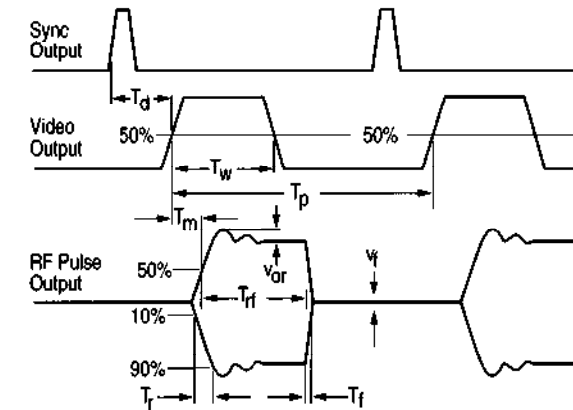 Sync
Output
Td
Video
Output
50%
50%
Tw
Tp
Tm
RF Pulse
Output
50%
Vor
Vf
Trf
10%
90%
Tr
Tf